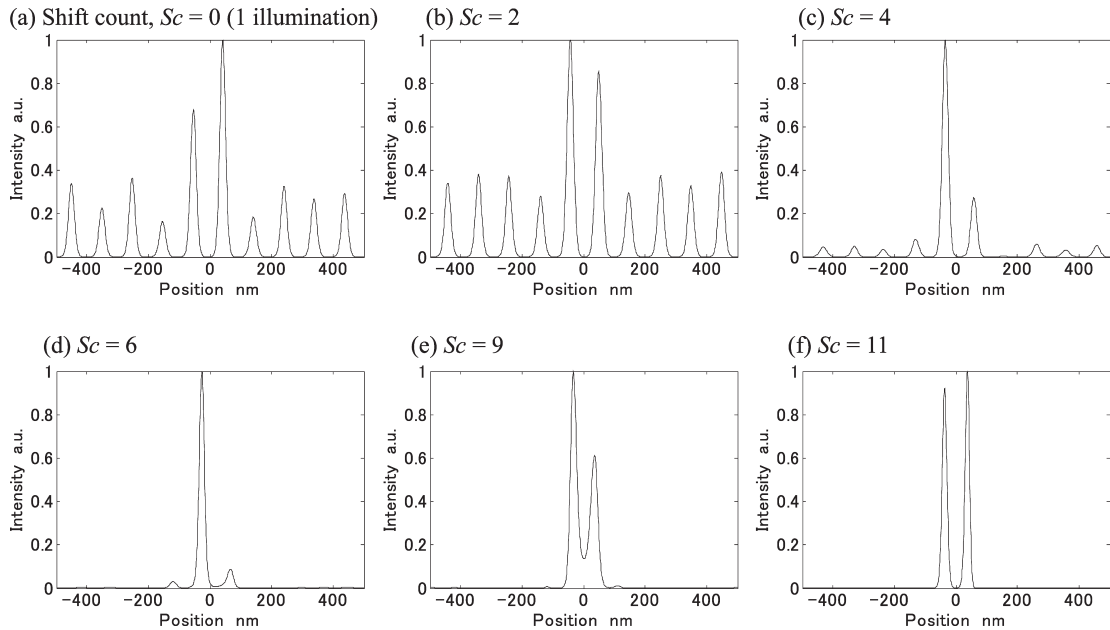 (a) Shift count, Sc = 0 (1 illumination)
(b) Sc = 2
(c) Sc = 4
1
0.8
0.6
0.4
0.2
0
−400 −200 0 200 400
Position nm
Intensity a.u.
1
0.8
0.6
0.4
0.2
0
−400 −200 0 200 400
Position nm
Intensity a.u.
1
0.8
0.6
0.4
0.2
0
−400 −200 0 200 400
Position nm
Intensity a.u.
(d) Sc = 6
(e) Sc = 9
(f) Sc = 11
1
0.8
0.6
0.4
0.2
0
−400 −200 0 200 400
Position nm
Intensity a.u.
1
0.8
0.6
0.4
0.2
0
−400 −200 0 200 400
Position nm
Intensity a.u.
1
0.8
0.6
0.4
0.2
0
−400 −200 0 200 400
Position nm
Intensity a.u.